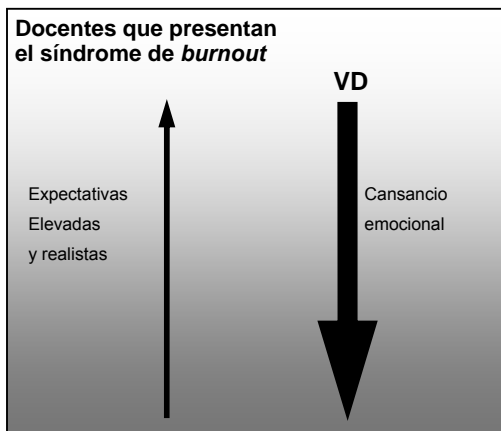 Docentes que presentan
el síndrome de burnout
VD
Expectativas
Elevadas
y realistas
Cansancio
emocional